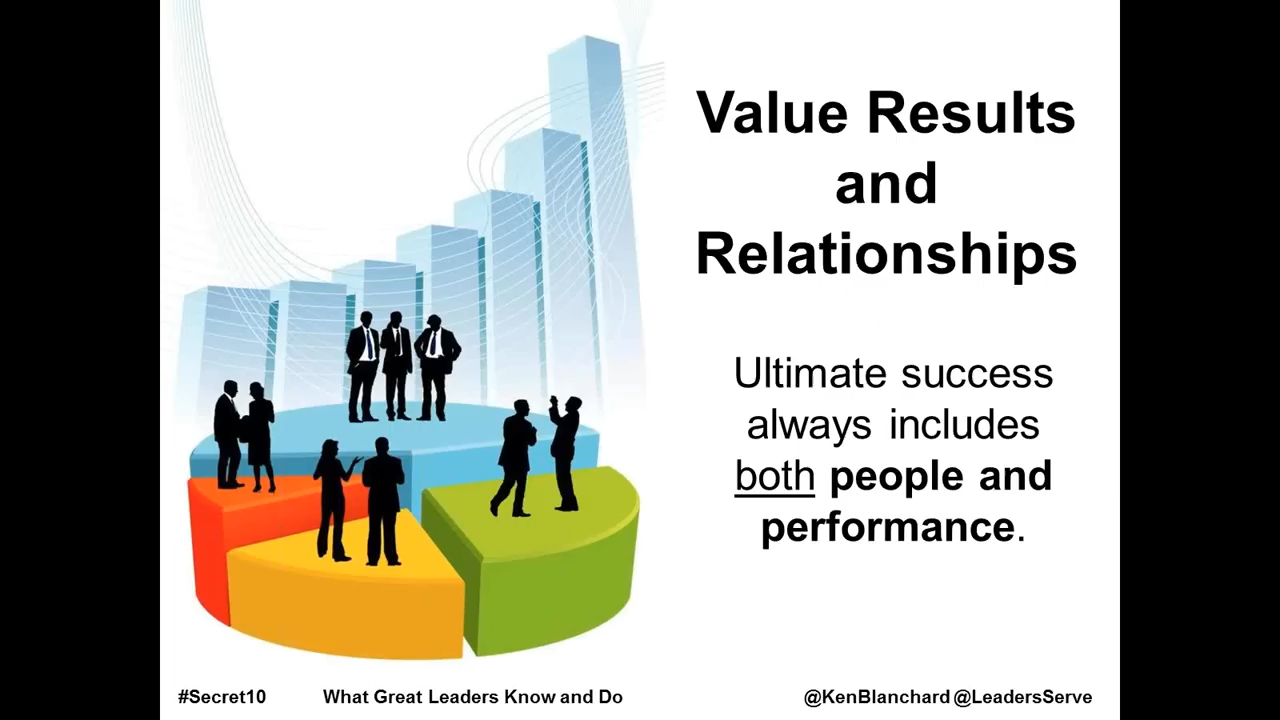 Value Results
and
Relationships
Ultimate success
always includes
both people and
performance.
#Secret10 What Great Leaders Know and Do @KenBlanchard @LeadersServe